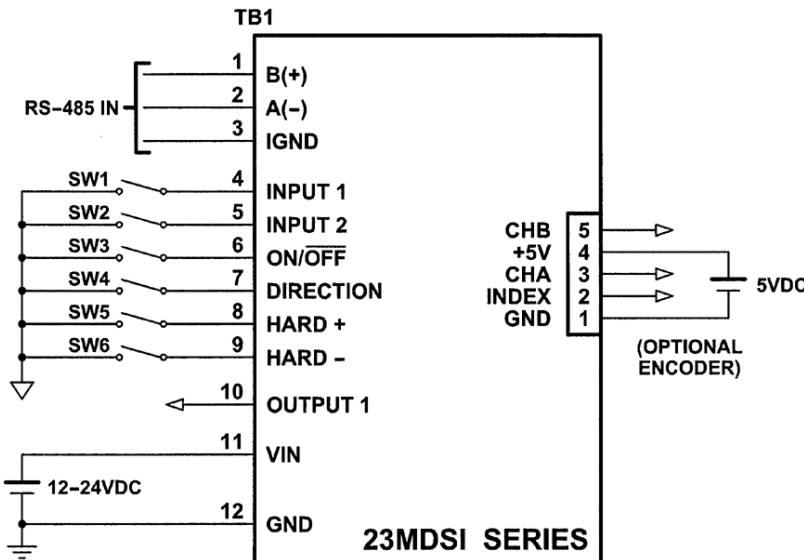 TB1
RS-485 IN
1 B(+)
2 A(-)
3 IGND
SW1 4 INPUT 1
SW2 5 INPUT 2
SW3 6 ON/OFF
SW4 7 DIRECTION
SW5 8 HARD +
SW6 9 HARD -
10 OUTPUT 1
11 VIN
12-24VDC
12 GND
CHB 5
+5V 4
CHA 3
INDEX 2
GND 1
5VDC
(OPTIONAL
ENCODER)
23MDSI SERIES